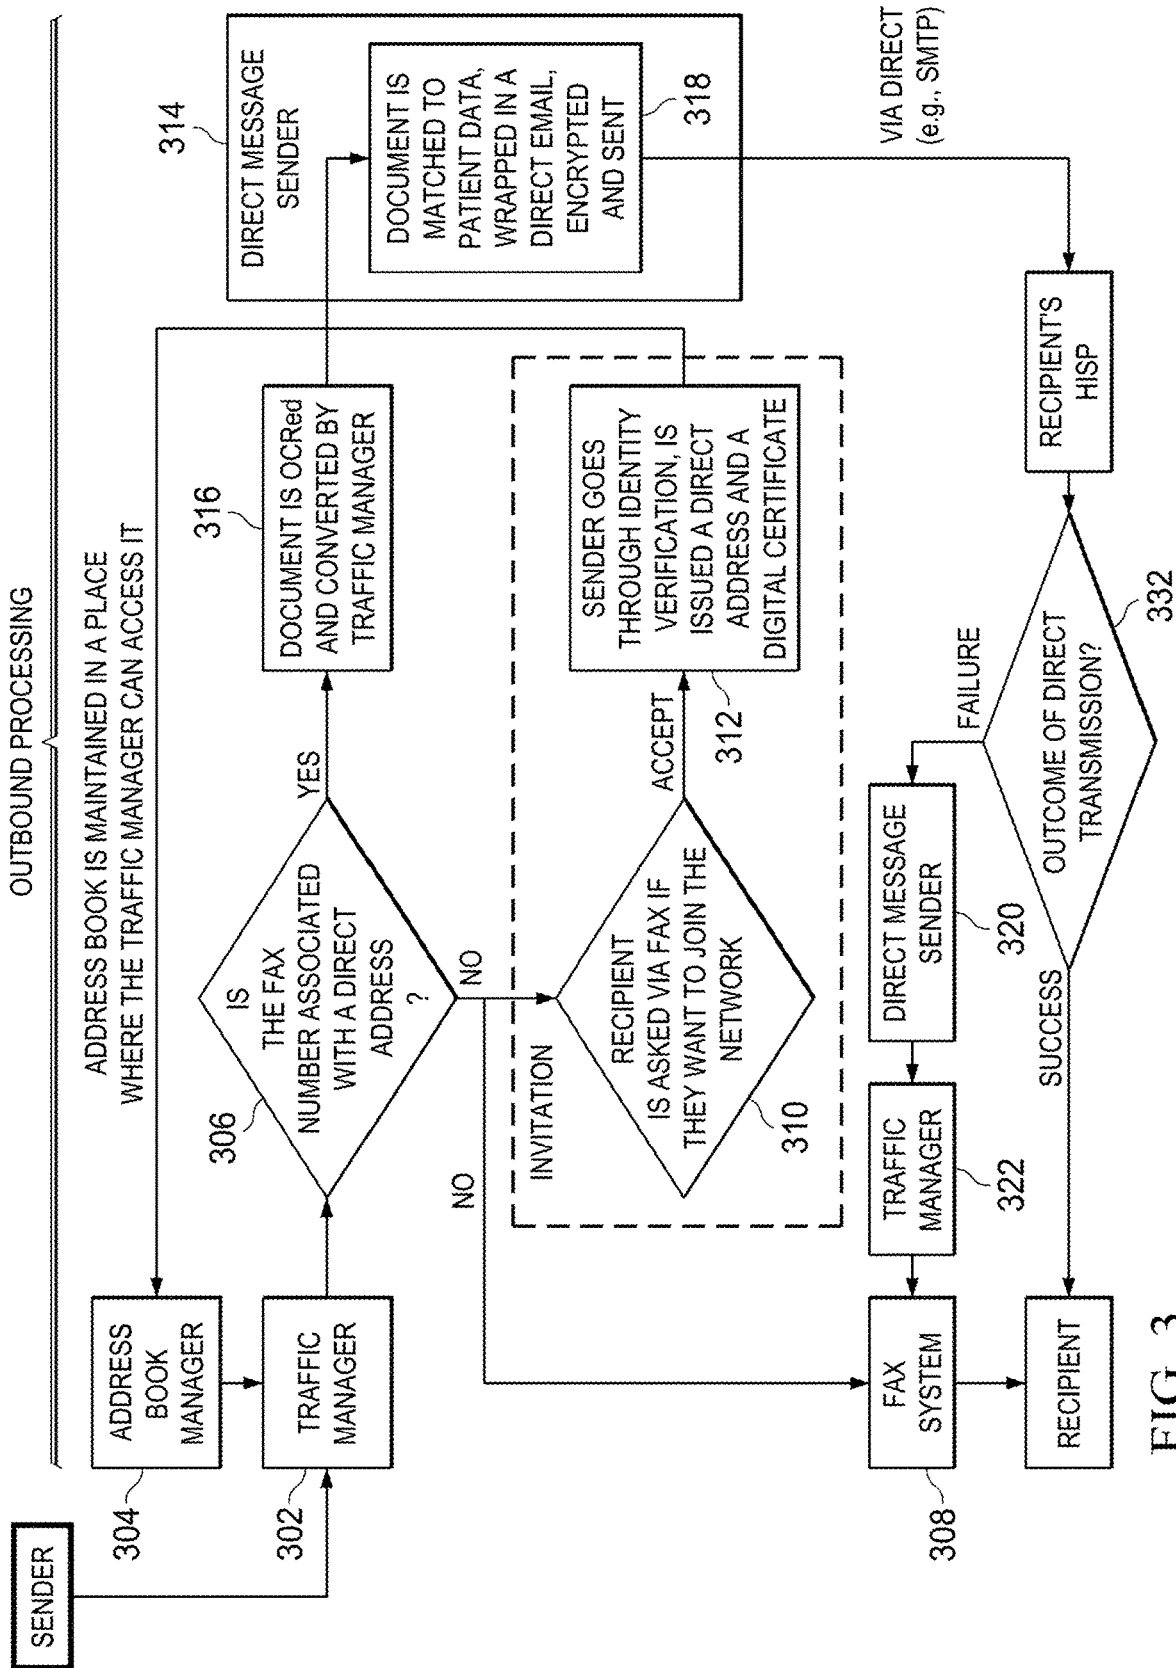 OUTBOUND PROCESSING
SENDER
ADDRESS BOOK IS MAINTAINED IN A PLACE
WHERE THE TRAFFIC MANAGER CAN ACCESS IT
304
ADDRESS
BOOK
MANAGER
302
TRAFFIC
MANAGER
306
IS
THE FAX
NUMBER ASSOCIATED
WITH A DIRECT
ADDRESS
?
YES
NO
NO
316
DOCUMENT IS OCRed
AND CONVERTED BY
TRAFFIC MANAGER
314
DIRECT MESSAGE
SENDER
DOCUMENT IS
MATCHED TO
PATIENT DATA,
WRAPPED IN A
DIRECT EMAIL,
ENCRYPTED
AND SENT
318
INVITATION
RECIPIENT
IS ASKED VIA FAX IF
THEY WANT TO JOIN THE
NETWORK
310
ACCEPT
SENDER GOES
THROUGH IDENTITY
VERIFICATION, IS
ISSUED A DIRECT
ADDRESS AND A
DIGITAL CERTIFICATE
312
VIA DIRECT
(e.g., SMTP)
308
FAX
SYSTEM
TRAFFIC
MANAGER
322
DIRECT MESSAGE
SENDER
320
FAILURE
RECIPIENT
SUCCESS
OUTCOME OF DIRECT
TRANSMISSION?
332
RECIPIENT'S
HISP
FIG. 3